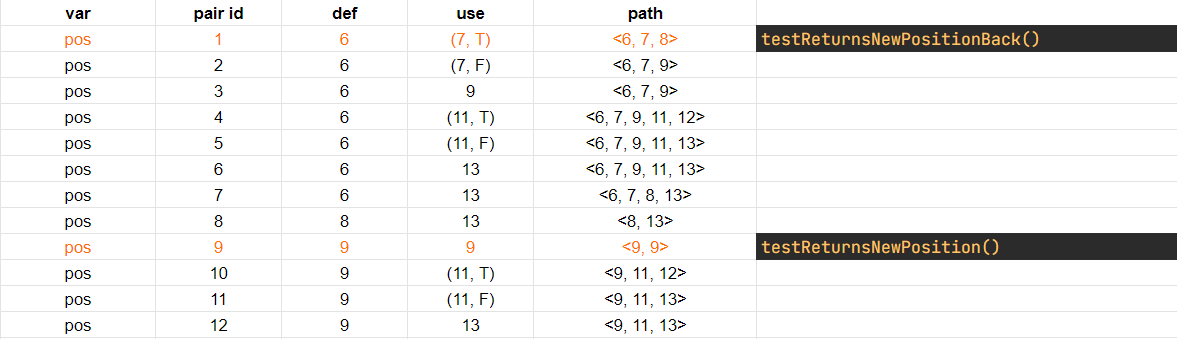 var pair id def use path
pos 1 6 (7, T) <6, 7, 8> testReturnsNewPositionBack()
pos 2 6 (7, F) <6, 7, 9>
pos 3 6 9 <6, 7, 9>
pos 4 6 (11, T) <6, 7, 9, 11, 12>
pos 5 6 (11, F) <6, 7, 9, 11, 13>
pos 6 6 13 <6, 7, 9, 11, 13>
pos 7 6 13 <6, 7, 8, 13>
pos 8 8 13 <8, 13>
pos 9 9 9 <9, 9> testReturnsNewPosition()
pos 10 9 (11, T) <9, 11, 12>
pos 11 9 (11, F) <9, 11, 13>
pos 12 9 13 <9, 11, 13>